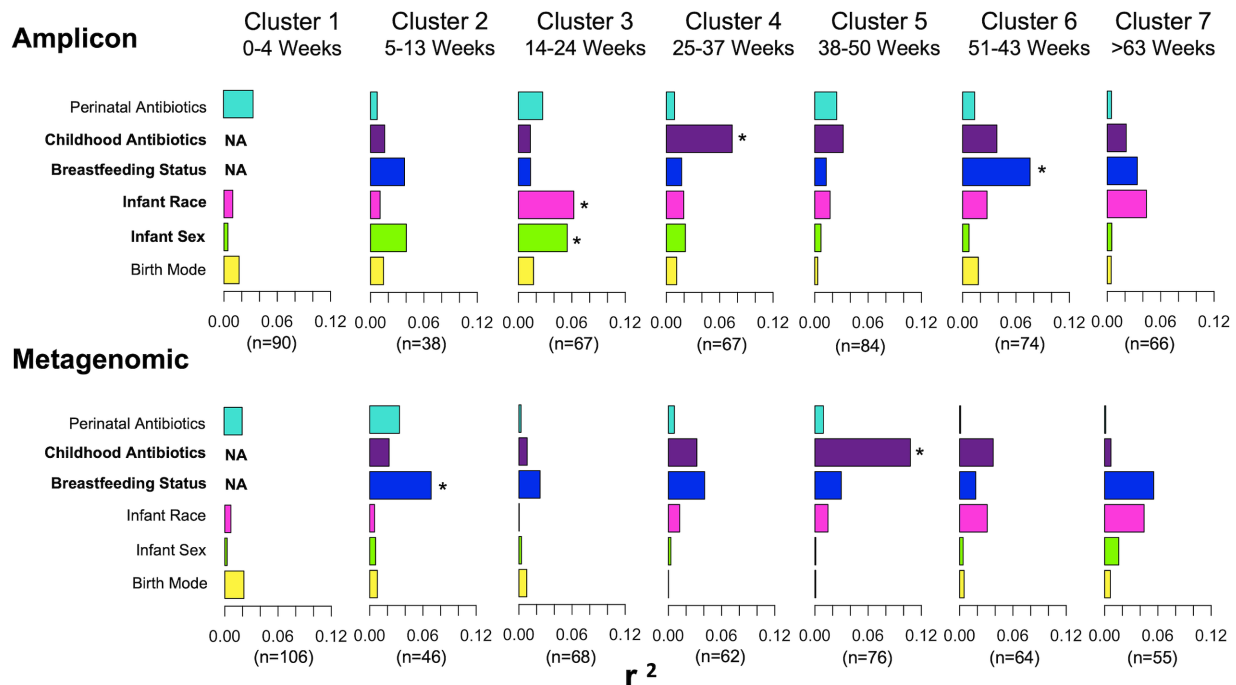 Amplicon
Cluster 1 Cluster 2 Cluster 3 Cluster 4 Cluster 5 Cluster 6 Cluster 7
0-4 Weeks 5-13 Weeks 14-24 Weeks 25-37 Weeks 38-50 Weeks 51-43 Weeks >63 Weeks
Perinatal Antibiotics
Childhood Antibiotics NA *
Breastfeeding Status NA *
Infant Race *
Infant Sex *
Birth Mode
0.00 0.06 0.12 0.00 0.06 0.12 0.00 0.06 0.12 0.00 0.06 0.12 0.00 0.06 0.12 0.00 0.06 0.12 0.00 0.06 0.12
(n=90) (n=38) (n=67) (n=67) (n=84) (n=74) (n=66)
Metagenomic
Perinatal Antibiotics
Childhood Antibiotics NA *
Breastfeeding Status NA *
Infant Race
Infant Sex
Birth Mode
0.00 0.06 0.12 0.00 0.06 0.12 0.00 0.06 0.12 0.00 0.06 0.12 0.00 0.06 0.12 0.00 0.06 0.12 0.00 0.06 0.12
(n=106) (n=46) (n=68) (n=62) (n=76) (n=64) (n=55)
r 2